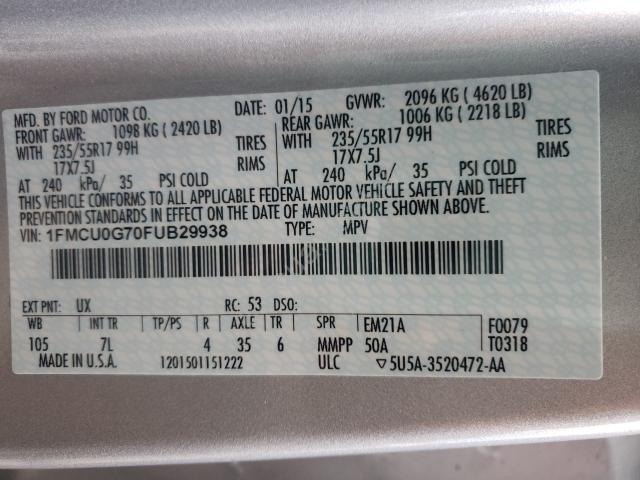 MFD. BY FORD MOTOR CO. DATE: 01/15 GVWR: 2096 KG ( 4620 LB)
FRONT GAWR: 1098 KG ( 2420 LB) REAR GAWR: 1006 KG ( 2218 LB)
WITH 235/55R17 99H TIRES 235/55R17 99H TIRES
17X7.5J RIMS 17X7.5J RIMS
AT 240 kPa/ 35 PSI COLD AT 240 kPa/ 35 PSI COLD
THIS VEHICLE CONFORMS TO ALL APPLICABLE FEDERAL MOTOR VEHICLE SAFETY AND THEFT
PREVENTION STANDARDS IN EFFECT ON THE DATE OF MANUFACTURE SHOWN ABOVE.
VIN: 1FMCU0G70FUB29938 TYPE: MPV
EXT PNT: UX RC: 53 DSO:
WB INT TR TP/PS R AXLE TR SPR EM21A F0079
105 7L 4 35 6 MMPP 50A T0318
MADE IN U.S.A. 1201501151222 ULC ▽5U5A-3520472-AA